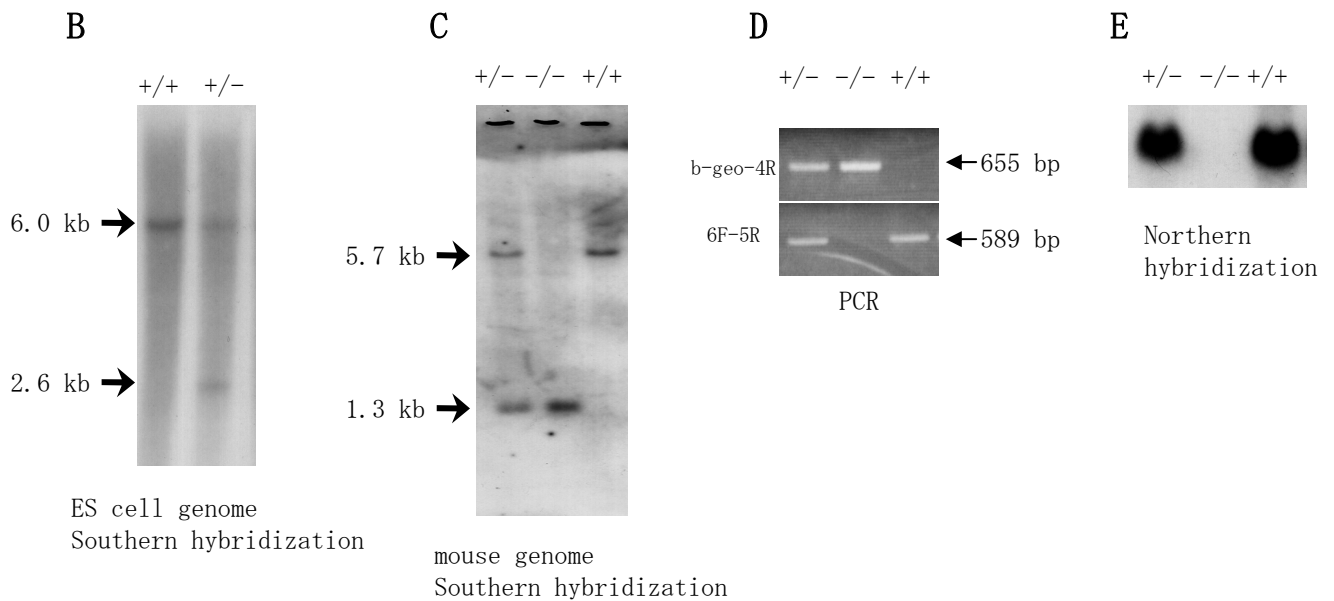 B
+/+ +/-
6.0 kb
2.6 kb
ES cell genome
Southern hybridization
C
+/- -/- +/+
5.7 kb
1.3 kb
mouse genome
Southern hybridization
D
+/- -/- +/+
b-geo-4R
655 bp
6F-5R
589 bp
PCR
E
+/- -/- +/+
Northern
hybridization